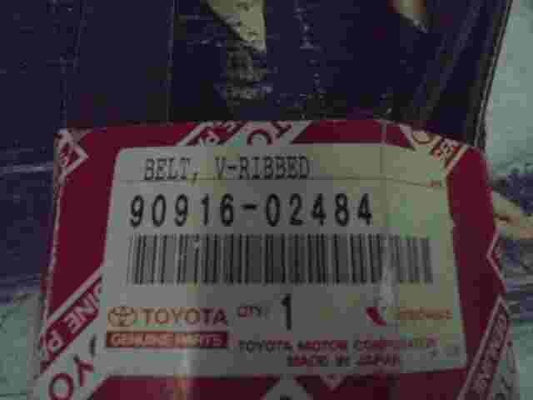 BELT, V-RIBBED
90916-02484
TOYOTA QTY: 1
GENUINE PARTS
TOYOTA MOTOR CORPORATION
MADE IN JAPAN